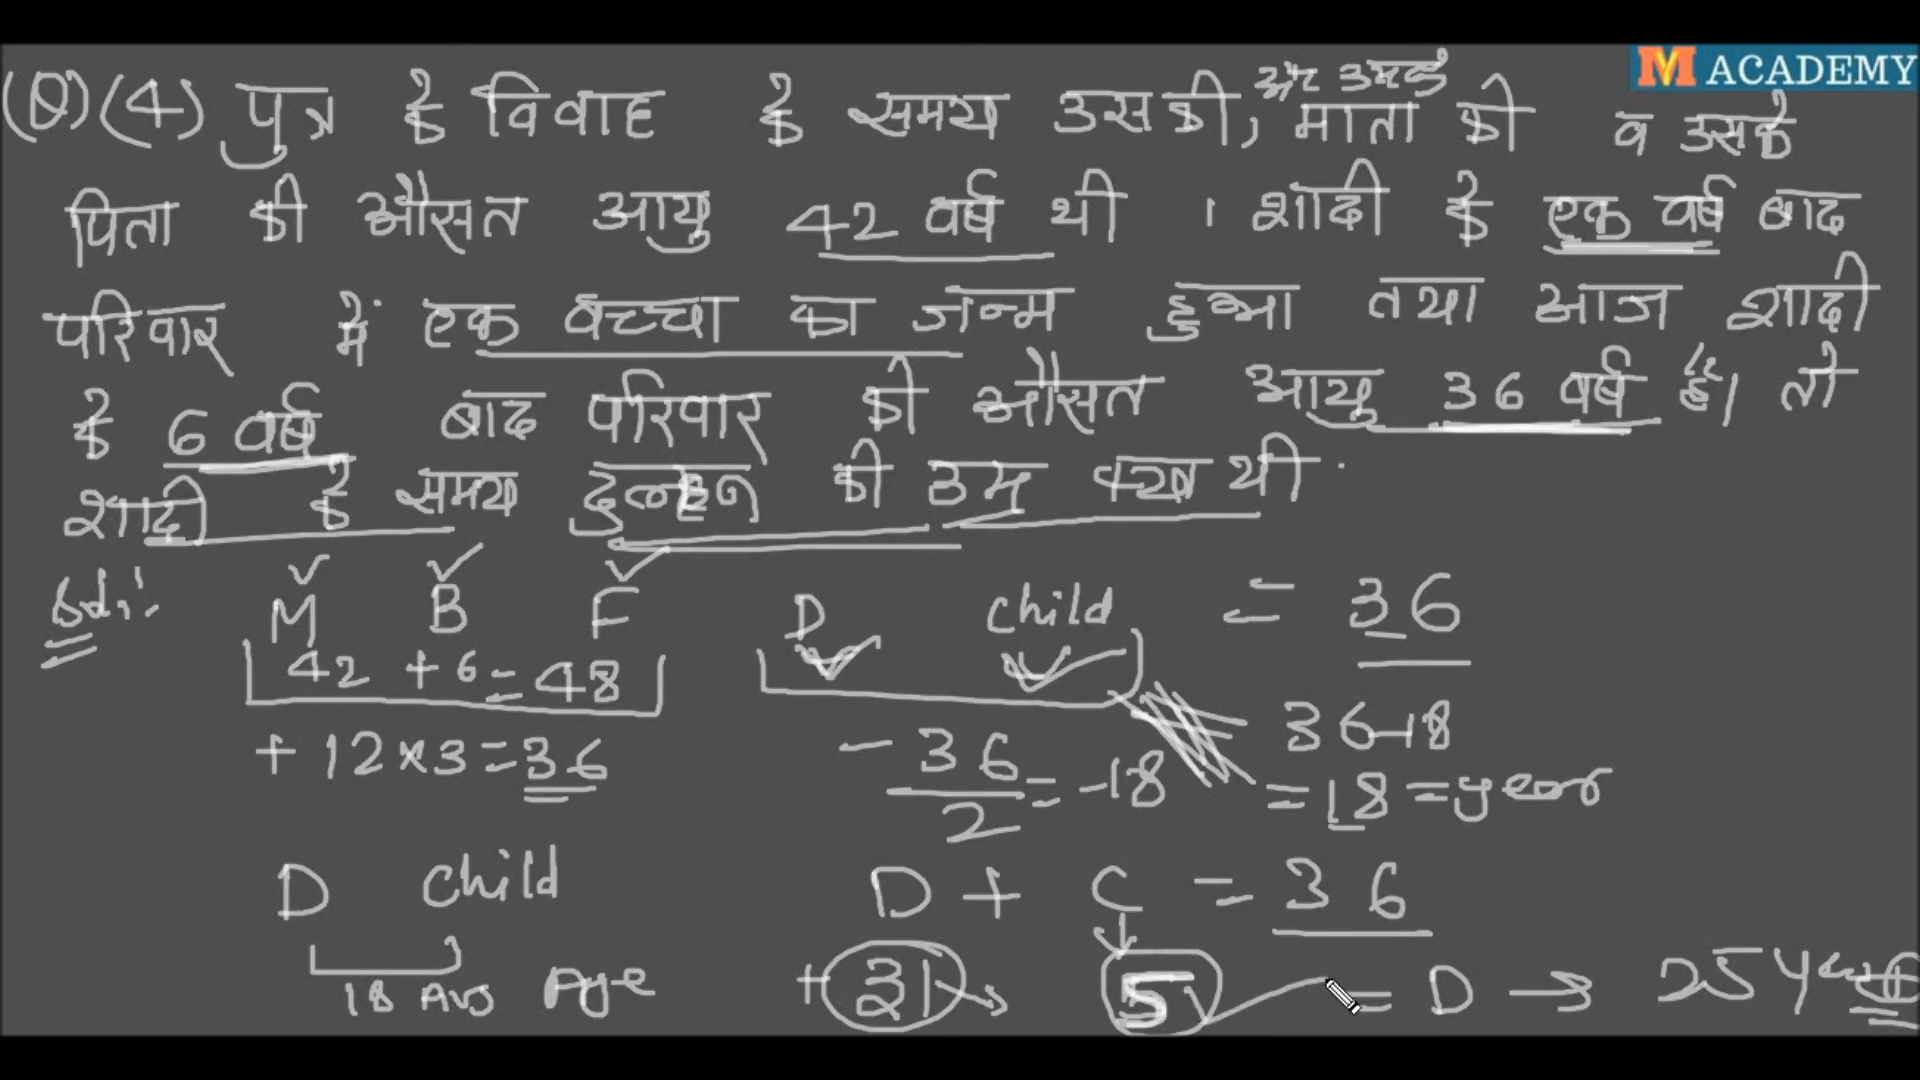 M ACADEMY
(Q) (4) पुत्र के विवाह के समय उसकी, और उसके माता की व उसके
पिता की औसत आयु 42 वर्ष थी । शादी के एक वर्ष बाद
परिवार में एक बच्चा का जन्म हुआ तथा आज शादी
के 6 वर्ष बाद परिवार की औसत आयु 36 वर्ष है। तो
शादी के समय दुल्हन की उम्र क्या थी
Sol:
M B F D Child = 36
42 + 6 = 48
+ 12 × 3 = 36
- 36/2 = -18
36-18
= 18 = year
D Child
18 Avg Age
D + C = 36
+ 31 5 = D → 25 year